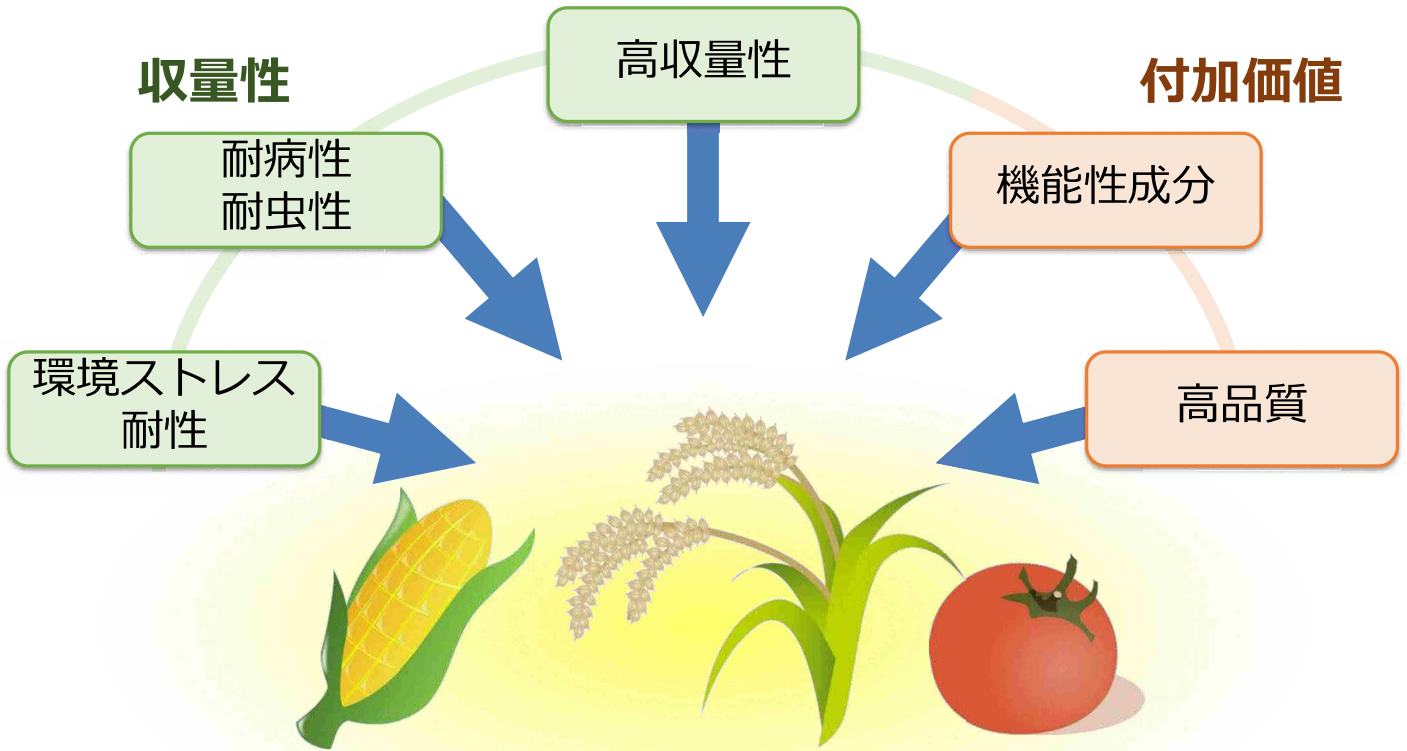 高収量性
収量性
付加価値
耐病性
耐虫性
機能性成分
環境ストレス
耐性
高品質